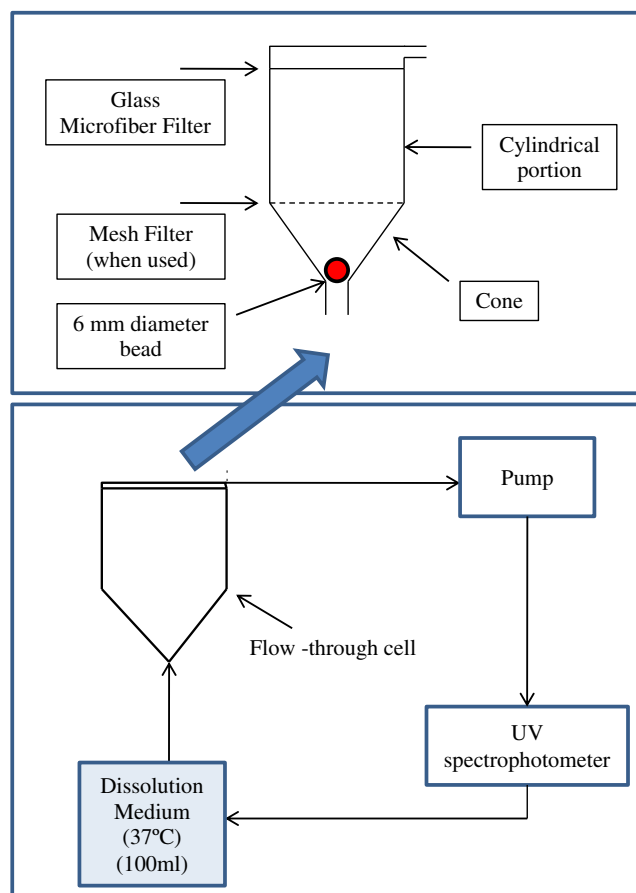 Glass
Microfiber Filter
Cylindrical
portion
Mesh Filter
(when used)
Cone
6 mm diameter
bead
Pump
Flow -through cell
UV
spectrophotometer
Dissolution
Medium
(37ºC)
(100ml)